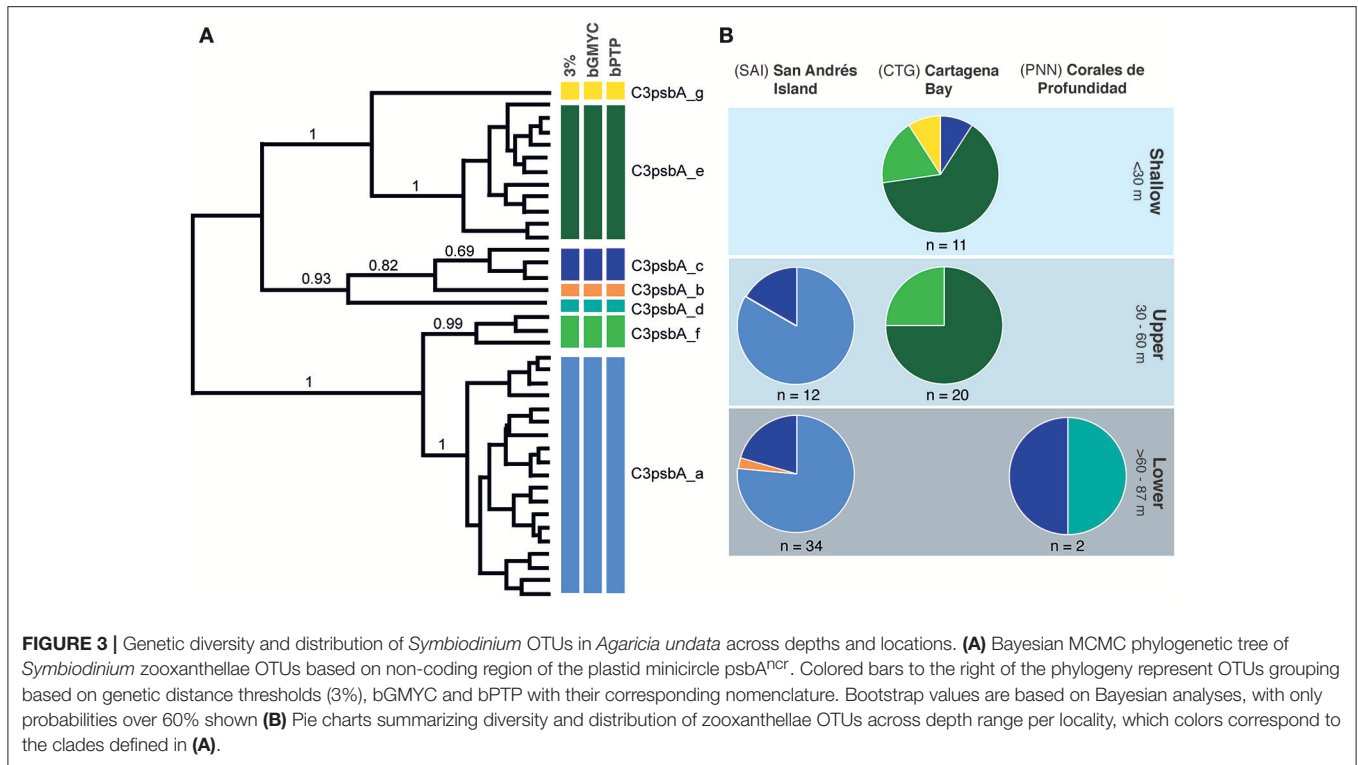 A
3%
bGMYC
bPTP
C3psbA_g
1
C3psbA_e
1
0.69
0.82
C3psbA_c
0.93
C3psbA_b
C3psbA_d
0.99
C3psbA_f
1
1
C3psbA_a
B
(SAI) San Andrés
Island
(CTG) Cartagena
Bay
(PNN) Corales de
Profundidad
Shallow
<30 m
n = 11
Upper
30 - 60 m
n = 12
n = 20
Lower
>60 - 87 m
n = 34
n = 2
FIGURE 3 | Genetic diversity and distribution of Symbiodinium OTUs in Agaricia undata across depths and locations. (A) Bayesian MCMC phylogenetic tree of
Symbiodinium zooxanthellae OTUs based on non-coding region of the plastid minicircle psbAncr. Colored bars to the right of the phylogeny represent OTUs grouping
based on genetic distance thresholds (3%), bGMYC and bPTP with their corresponding nomenclature. Bootstrap values are based on Bayesian analyses, with only
probabilities over 60% shown (B) Pie charts summarizing diversity and distribution of zooxanthellae OTUs across depth range per locality, which colors correspond to
the clades defined in (A).